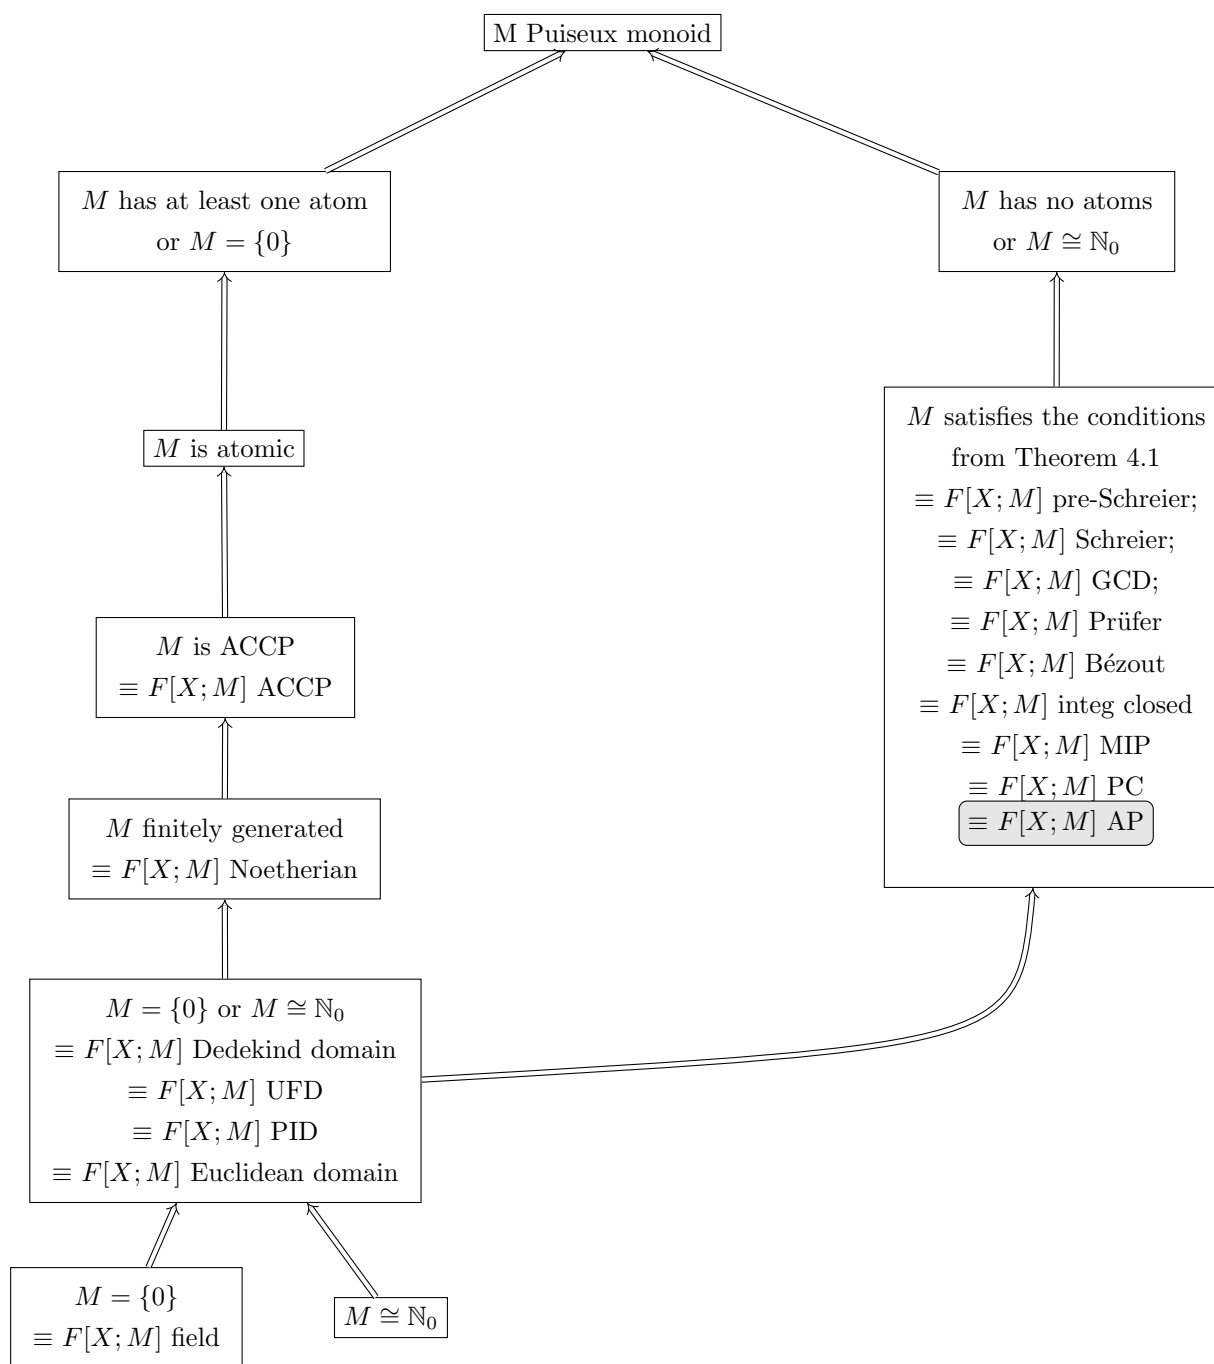 M Puiseux monoid
M has at least one atom
or M = {0}
M has no atoms
or M ≅ ℕ₀
M is atomic
M satisfies the conditions
from Theorem 4.1
≡ F[X; M] pre-Schreier;
≡ F[X; M] Schreier;
≡ F[X; M] GCD;
≡ F[X; M] Prüfer
≡ F[X; M] Bézout
≡ F[X; M] integ closed
≡ F[X; M] MIP
≡ F[X; M] PC
≡ F[X; M] AP
M is ACCP
≡ F[X; M] ACCP
M finitely generated
≡ F[X; M] Noetherian
M = {0} or M ≅ ℕ₀
≡ F[X; M] Dedekind domain
≡ F[X; M] UFD
≡ F[X; M] PID
≡ F[X; M] Euclidean domain
M = {0}
≡ F[X; M] field
M ≅ ℕ₀